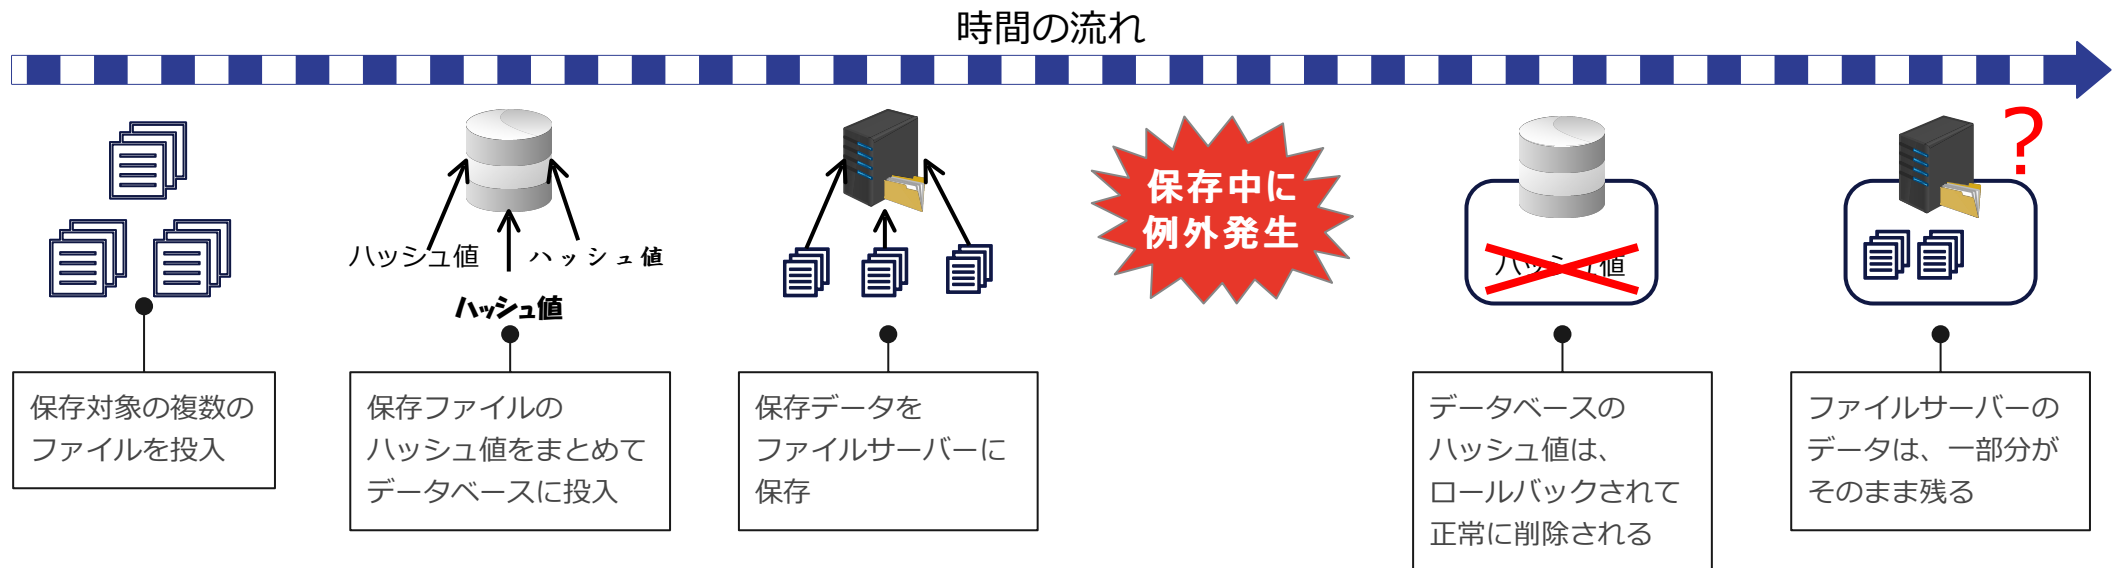 時間の流れ
ハッシュ値
ハッシュ値
ハッシュ値
保存中に
例外発生
ハッシュ値
?
保存対象の複数の
ファイルを投入
保存ファイルの
ハッシュ値をまとめて
データベースに投入
保存データを
ファイルサーバーに
保存
データベースの
ハッシュ値は、
ロールバックされて
正常に削除される
ファイルサーバーの
データは、一部分が
そのまま残る